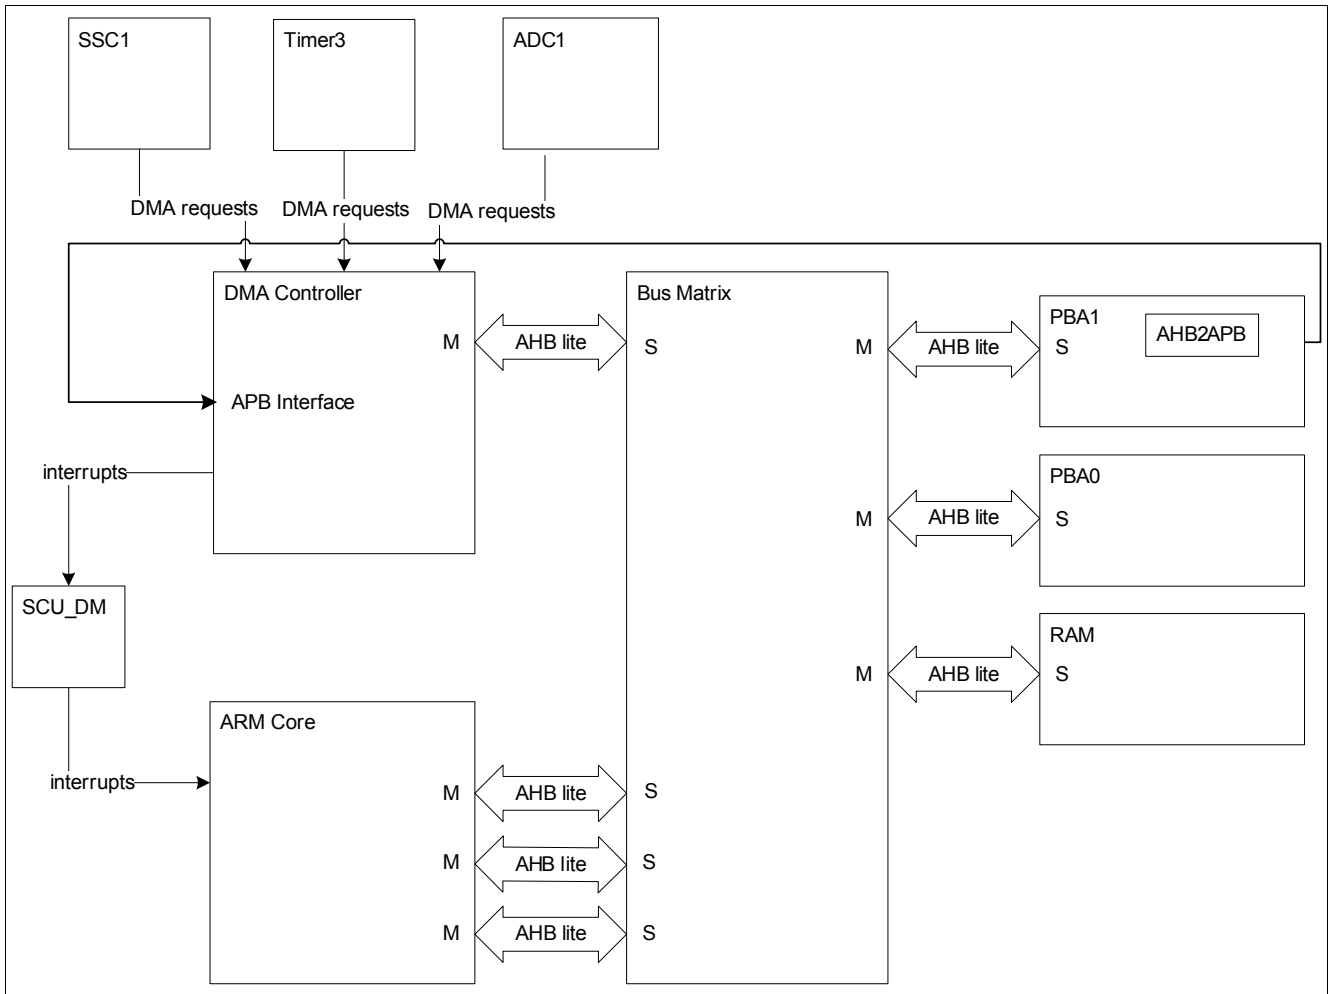 SSC1
Timer3
ADC1
DMA requests
DMA requests
DMA requests
DMA Controller
M
APB Interface
AHB lite
Bus Matrix
S
M
AHB lite
PBA1
S
AHB2APB
interrupts
M
AHB lite
PBA0
S
SCU_DM
M
AHB lite
RAM
S
interrupts
ARM Core
M
AHB lite
S
M
AHB lite
S
M
AHB lite
S